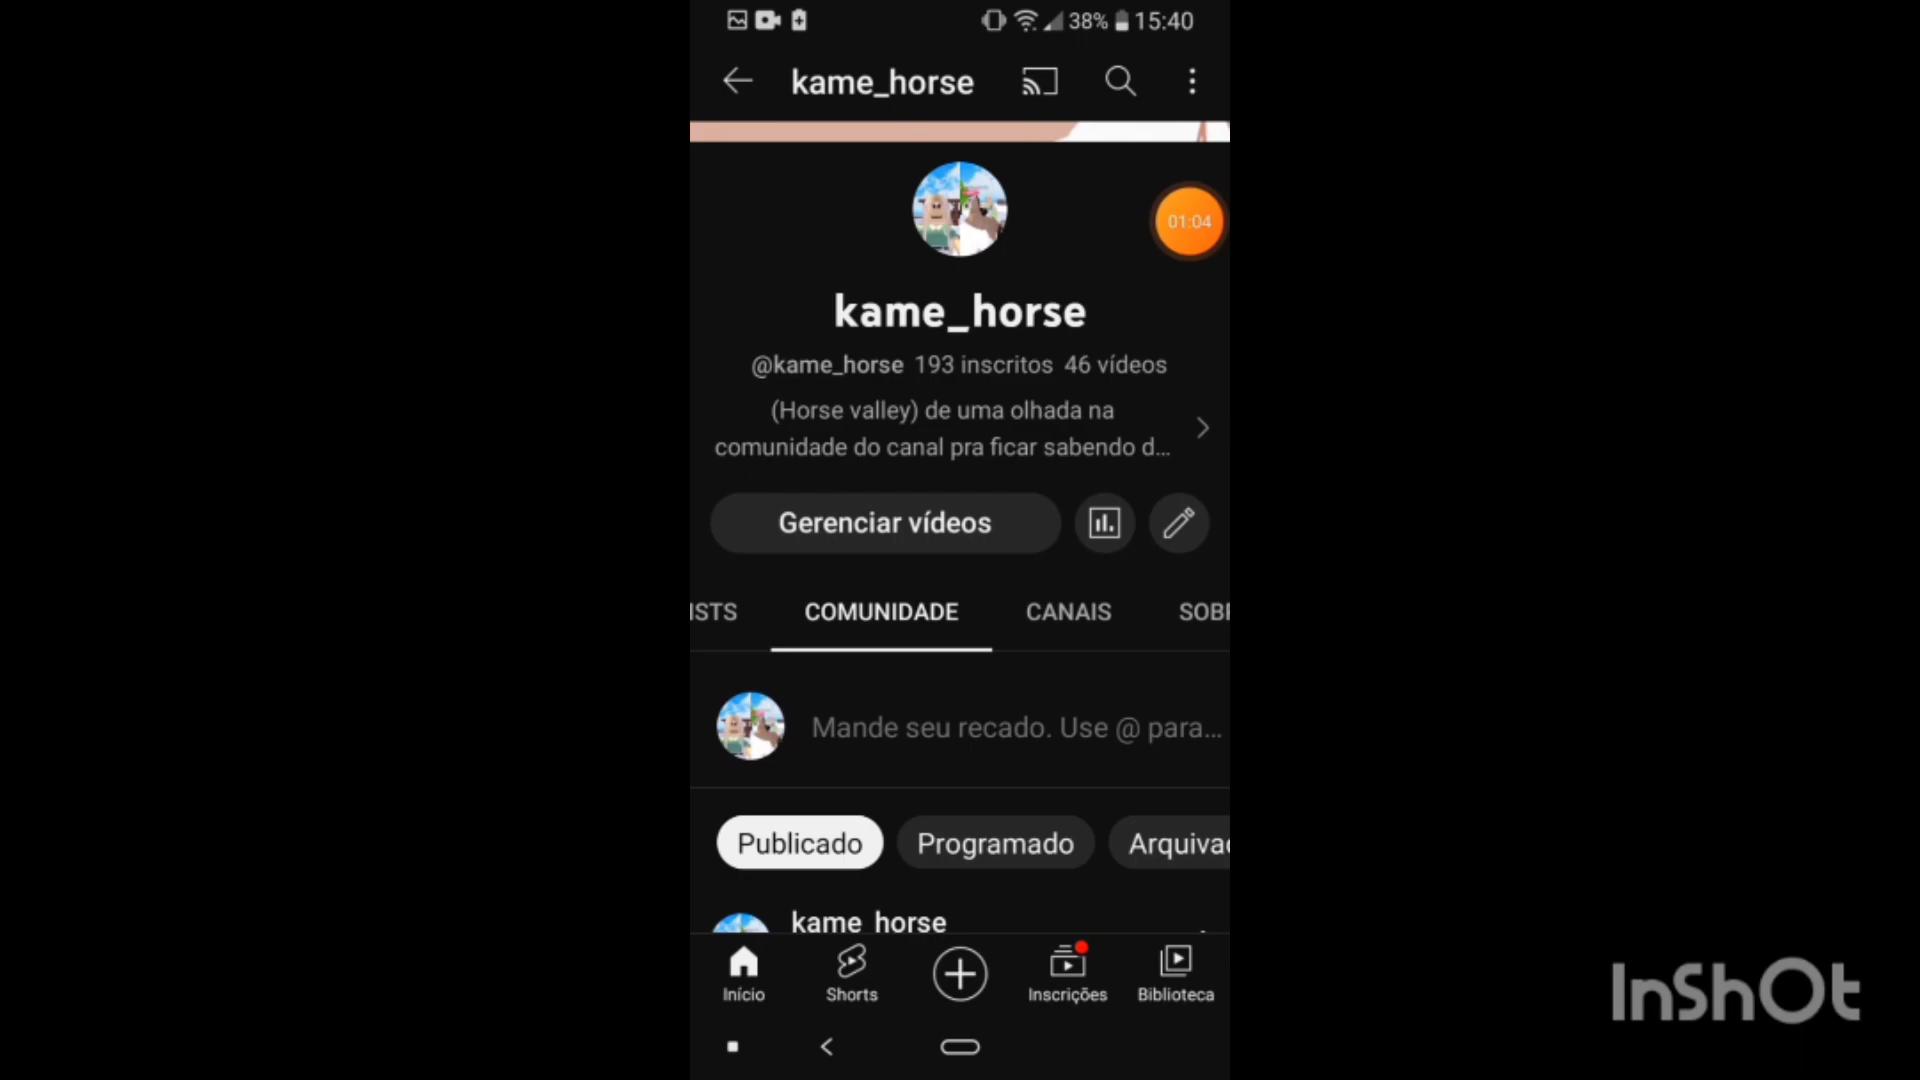 38% 15:40
kame_horse
01:04
kame_horse
@kame_horse 193 inscritos 46 vídeos
(Horse valley) de uma olhada na
comunidade do canal pra ficar sabendo d...
Gerenciar vídeos
ISTS COMUNIDADE CANAIS SOBR
Mande seu recado. Use @ para...
Publicado Programado Arquivad
kame_horse
Início Shorts Inscrições Biblioteca
InShOt